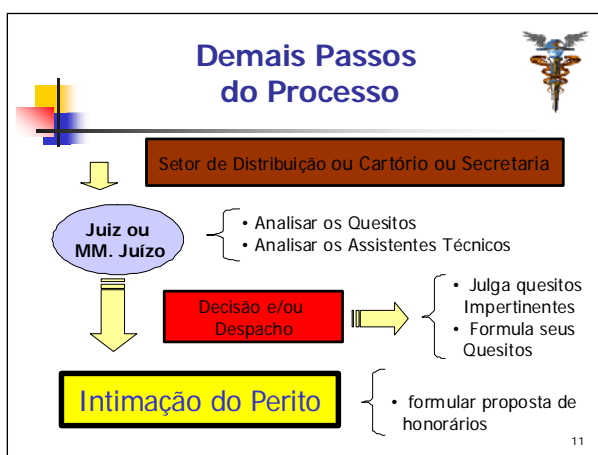 Demais Passos
do Processo
Setor de Distribuição ou Cartório ou Secretaria
Juiz ou
MM. Juízo
• Analisar os Quesitos
• Analisar os Assistentes Técnicos
Decisão e/ou
Despacho
• Julga quesitos
Impertinentes
• Formula seus
Quesitos
Intimação do Perito
• formular proposta de
honorários
11